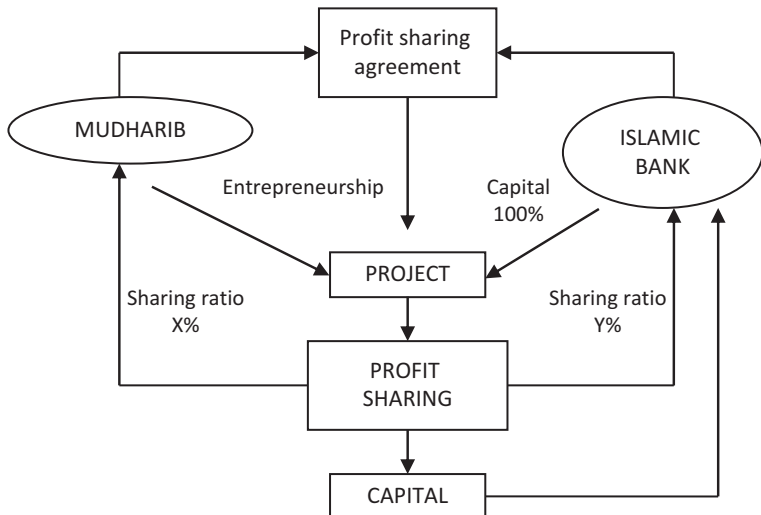 Profit sharing
agreement
MUDHARIB
ISLAMIC
BANK
Entrepreneurship
Capital
100%
PROJECT
Sharing ratio
X%
Sharing ratio
Y%
PROFIT
SHARING
CAPITAL